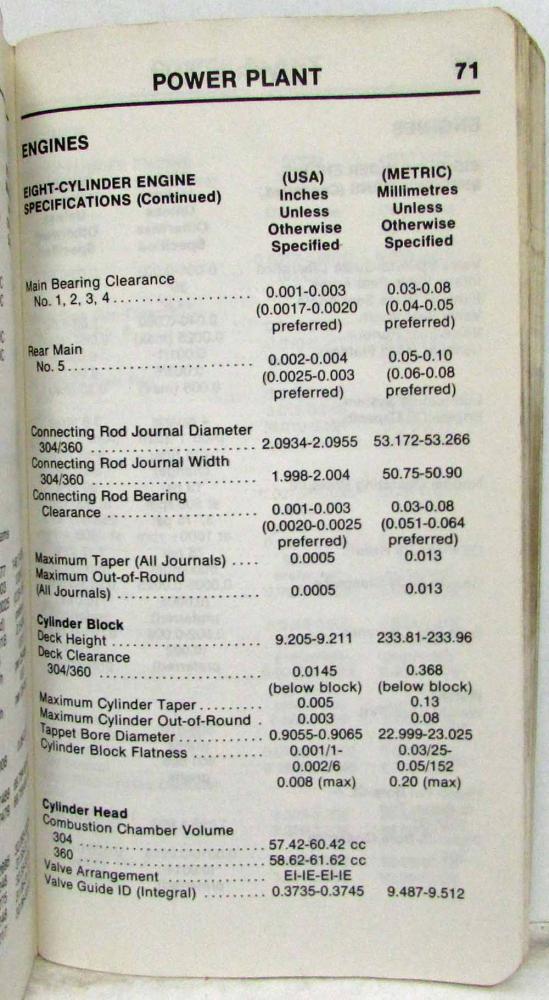 POWER PLANT 71
ENGINES
EIGHT-CYLINDER ENGINE
SPECIFICATIONS (Continued)
(USA)
Inches
Unless
Otherwise
Specified
(METRIC)
Millimetres
Unless
Otherwise
Specified
Main Bearing Clearance
No. 1, 2, 3, 4 . . . . . . . . . . . . . . . . 0.001-0.003 0.03-0.08
(0.0017-0.0020 (0.04-0.05
preferred) preferred)
Rear Main
No. 5 . . . . . . . . . . . . . . . . . . . . . . 0.002-0.004 0.05-0.10
(0.0025-0.003 (0.06-0.08
preferred) preferred)
Connecting Rod Journal Diameter
304/360 . . . . . . . . . . . . . . . . . . . 2.0934-2.0955 53.172-53.266
Connecting Rod Journal Width
304/360 . . . . . . . . . . . . . . . . . . . 1.998-2.004 50.75-50.90
Connecting Rod Bearing
Clearance . . . . . . . . . . . . . . . . . 0.001-0.003 0.03-0.08
(0.0020-0.0025 (0.051-0.064
preferred) preferred)
Maximum Taper (All Journals) . . . . 0.0005 0.013
Maximum Out-of-Round
(All Journals) . . . . . . . . . . . . . . . . 0.0005 0.013
Cylinder Block
Deck Height . . . . . . . . . . . . . . . . . . 9.205-9.211 233.81-233.96
Deck Clearance
304/360 . . . . . . . . . . . . . . . . . . . 0.0145 0.368
(below block) (below block)
Maximum Cylinder Taper . . . . . . . . 0.005 0.13
Maximum Cylinder Out-of-Round . 0.003 0.08
Tappet Bore Diameter . . . . . . . . . . 0.9055-0.9065 22.999-23.025
Cylinder Block Flatness . . . . . . . . . 0.001/1- 0.03/25-
0.002/6 0.05/152
0.008 (max) 0.20 (max)
Cylinder Head
Combustion Chamber Volume
304 . . . . . . . . . . . . . . . . . . . . . . . 57.42-60.42 cc
360 . . . . . . . . . . . . . . . . . . . . . . . 58.62-61.62 cc
Valve Arrangement . . . . . . . . . . . . EI-IE-EI-IE
Valve Guide ID (Integral) . . . . . . . . 0.3735-0.3745 9.487-9.512